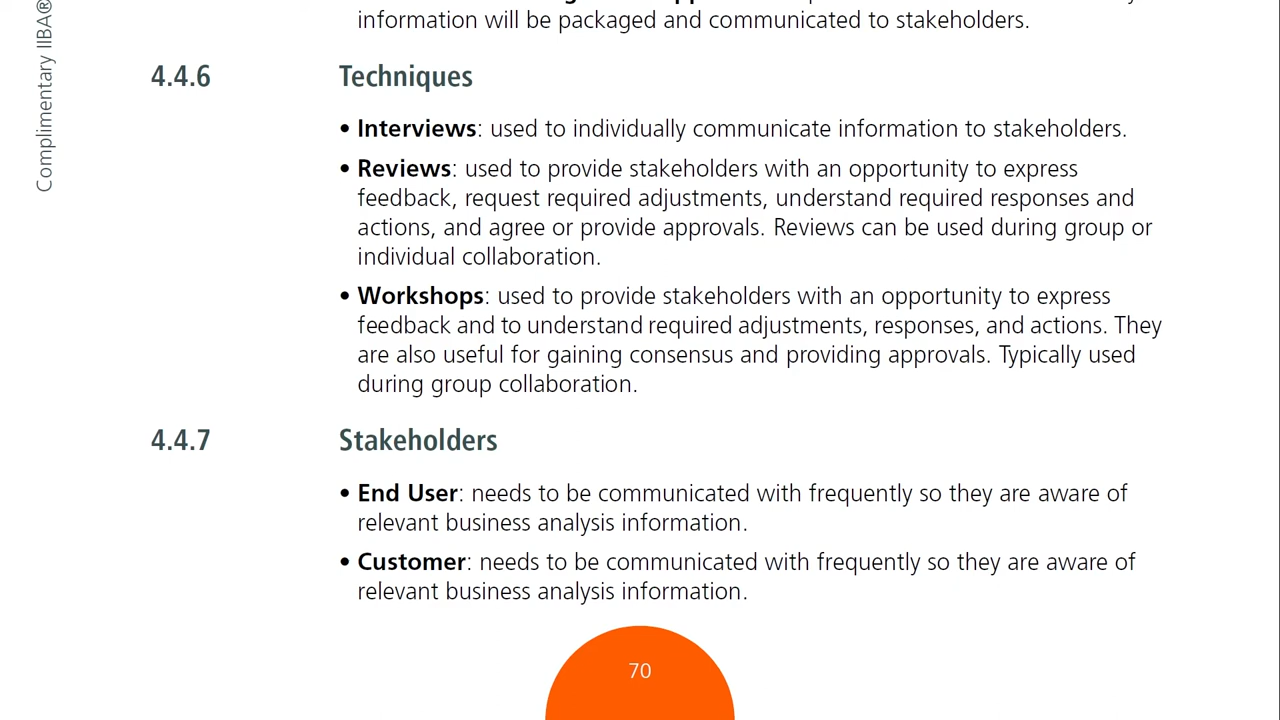 information will be packaged and communicated to stakeholders.
Complimentary IIBA®
4.4.6 Techniques
• Interviews: used to individually communicate information to stakeholders.
• Reviews: used to provide stakeholders with an opportunity to express
feedback, request required adjustments, understand required responses and
actions, and agree or provide approvals. Reviews can be used during group or
individual collaboration.
• Workshops: used to provide stakeholders with an opportunity to express
feedback and to understand required adjustments, responses, and actions. They
are also useful for gaining consensus and providing approvals. Typically used
during group collaboration.
4.4.7 Stakeholders
• End User: needs to be communicated with frequently so they are aware of
relevant business analysis information.
• Customer: needs to be communicated with frequently so they are aware of
relevant business analysis information.
70